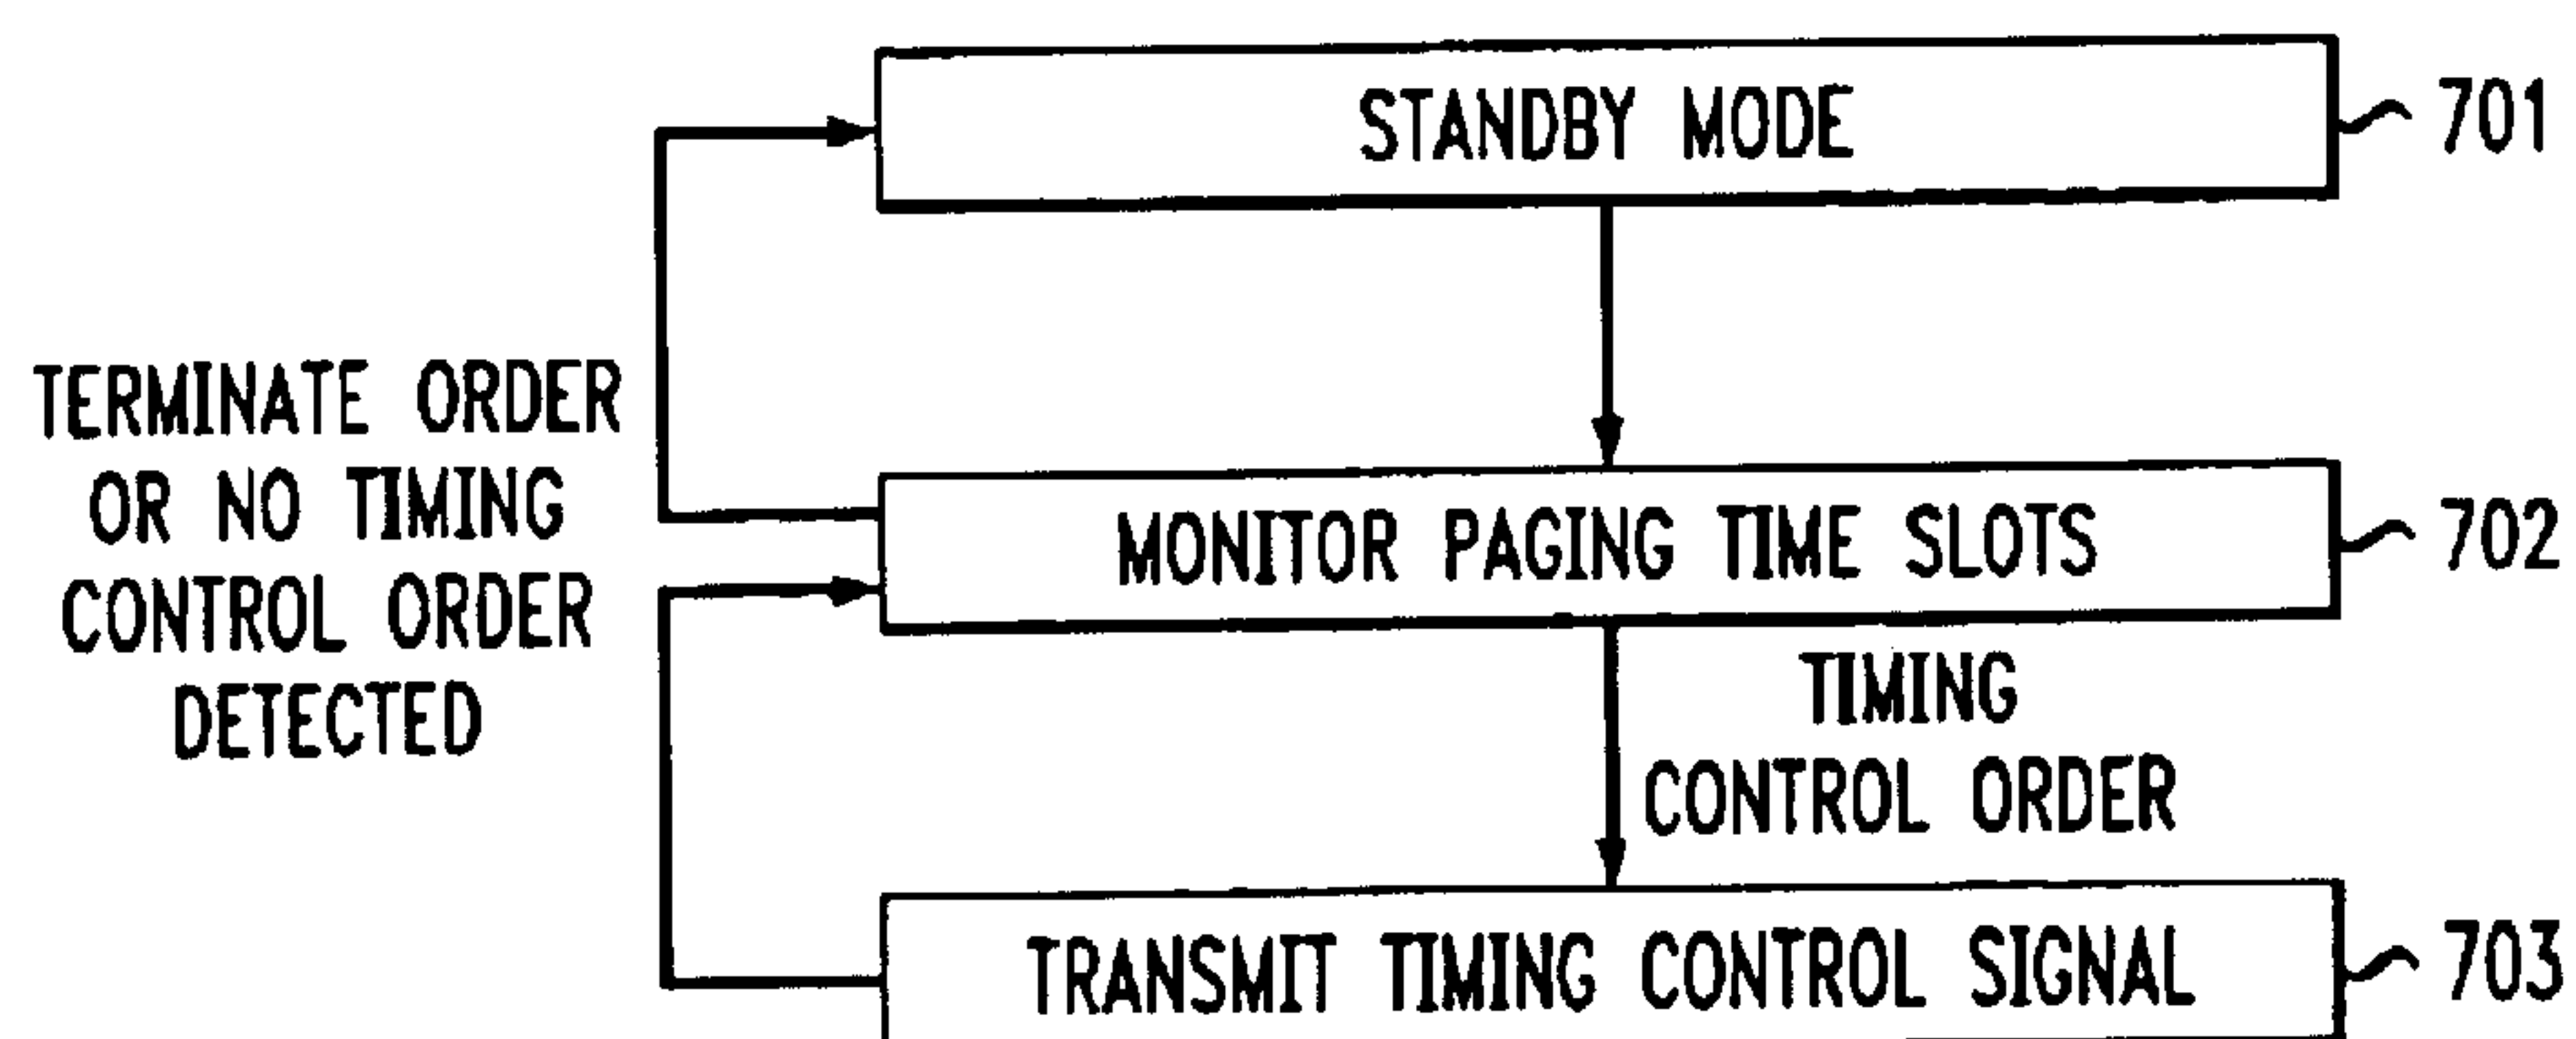 STANDBY MODE
701
TERMINATE ORDER
OR NO TIMING
CONTROL ORDER
DETECTED
MONITOR PAGING TIME SLOTS
702
TIMING
CONTROL ORDER
TRANSMIT TIMING CONTROL SIGNAL
703